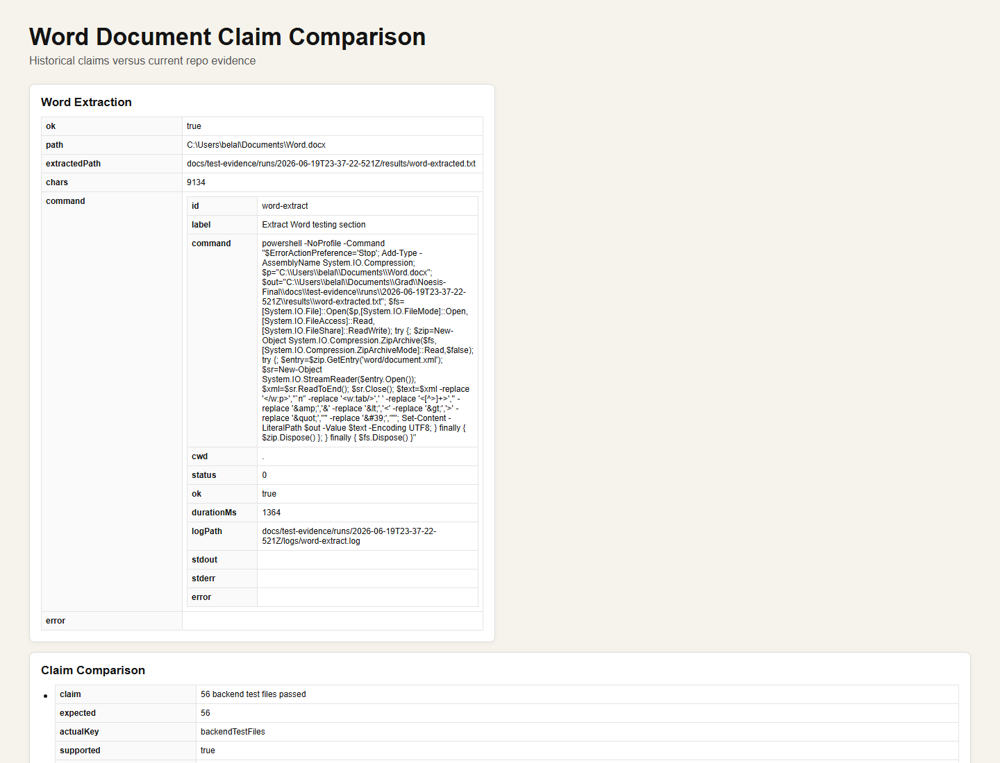 Word Document Claim Comparison
Historical claims versus current repo evidence
Word Extraction
ok true
path C:\Users\belal\Documents\Word.docx
extractedPath docs/test-evidence/runs/2026-06-19T23-37-22-521Z/results/word-extracted.txt
chars 9134
command
id word-extract
label Extract Word testing section
command powershell -NoProfile -Command
"$ErrorActionPreference='Stop'; Add-Type -
AssemblyName System.IO.Compression;
$p="C:\\Users\\belal\\Documents\\Word.docx";
$out="C:\\Users\\belal\\Documents\\Grad\\Noesis-
Final\\docs\\test-evidence\\runs\\2026-06-19T23-37-22-
521Z\\results\\word-extracted.txt"; $fs=
[System.IO.File]::Open($p,[System.IO.FileMode]::Open,
[System.IO.FileAccess]::Read,
[System.IO.FileShare]::ReadWrite); try {; $zip=New-
Object System.IO.Compression.ZipArchive($fs,
[System.IO.Compression.ZipArchiveMode]::Read,$false);
try {; $entry=$zip.GetEntry('word/document.xml');
$sr=New-Object
System.IO.StreamReader($entry.Open());
$xml=$sr.ReadToEnd(); $sr.Close(); $text=$xml -replace
'</w:p>',"`n" -replace '<w:tab/>',' ' -replace '<[^>]+>','' -
replace '&amp;','&' -replace '&lt;','<' -replace '&gt;','>' -
replace '&quot;','"' -replace '&#39;',"'"; Set-Content -
LiteralPath $out -Value $text -Encoding UTF8; } finally {
$zip.Dispose() }; } finally { $fs.Dispose() }"
cwd .
status 0
ok true
durationMs 1364
logPath docs/test-evidence/runs/2026-06-19T23-37-22-
521Z/logs/word-extract.log
stdout
stderr
error
error
Claim Comparison
• claim 56 backend test files passed
expected 56
actualKey backendTestFiles
supported true